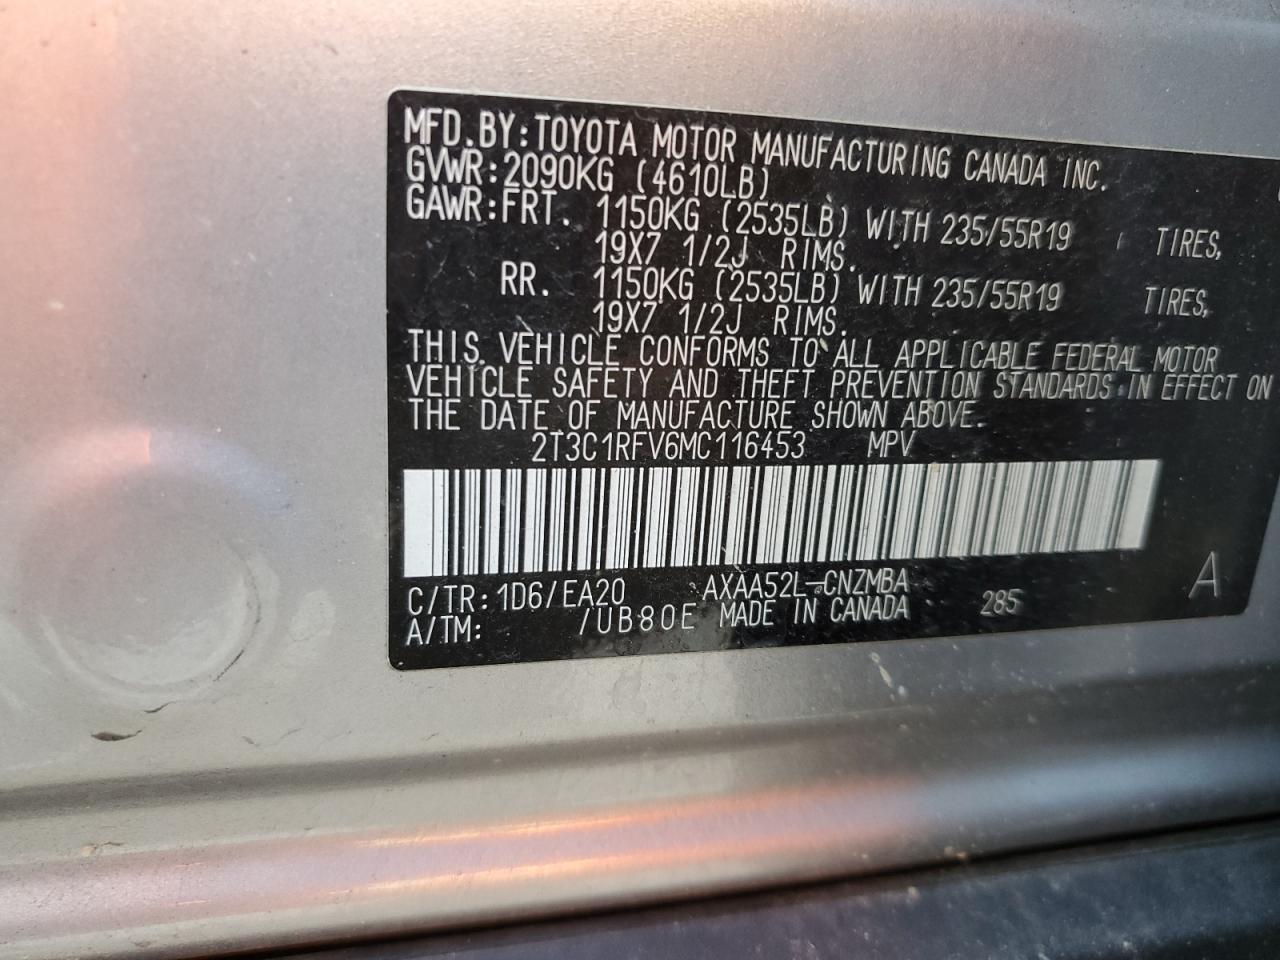 MFD.BY:TOYOTA MOTOR MANUFACTURING CANADA INC.
GVWR:2090KG (4610LB)
GAWR:FRT. 1150KG (2535LB) WITH 235/55R19 TIRES,
19X7 1/2J RIMS.
RR. 1150KG (2535LB) WITH 235/55R19 TIRES,
19X7 1/2J RIMS.
THIS VEHICLE CONFORMS TO ALL APPLICABLE FEDERAL MOTOR
VEHICLE SAFETY AND THEFT PREVENTION STANDARDS IN EFFECT ON
THE DATE OF MANUFACTURE SHOWN ABOVE.
2T3C1RFV6MC116453 MPV
C/TR:1D6/EA20 AXAA52L-CNZMBA A
A/TM: /UB80E MADE IN CANADA 285